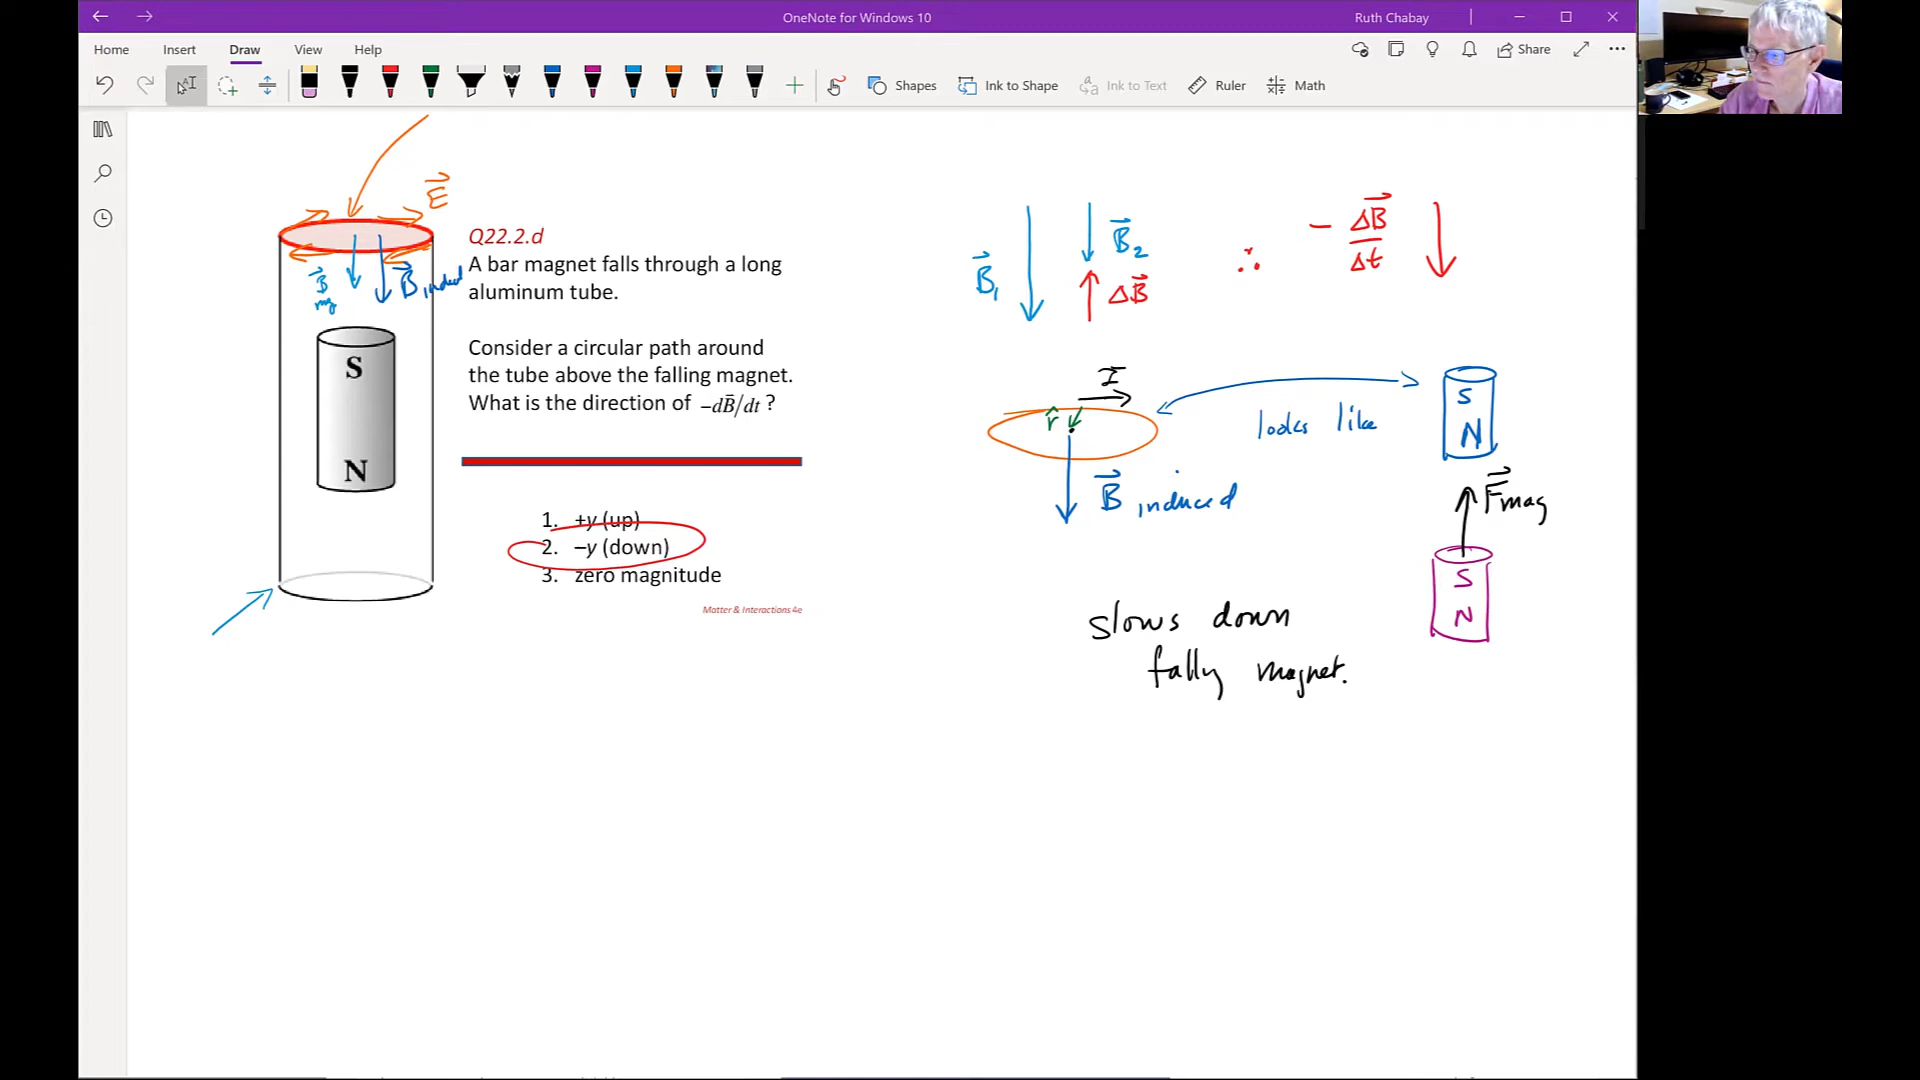 OneNote for Windows 10
Ruth Chabay
Home Insert Draw View Help
Share
Shapes
Ink to Shape
Ink to Text
Ruler
Math
E
Q22.2.d
A bar magnet falls through a long
aluminum tube.
Consider a circular path around
the tube above the falling magnet.
What is the direction of −dB⃗/dt ?
1. +y (up)
2. −y (down)
3. zero magnitude
Matter & Interactions 4e
B mg
B induced
S
N
B₁
B₂
ΔB
∴ − ΔB/Δt
I
r̂
B induced
looks like
S
N
F mag
S
N
slows down
fally magnet.